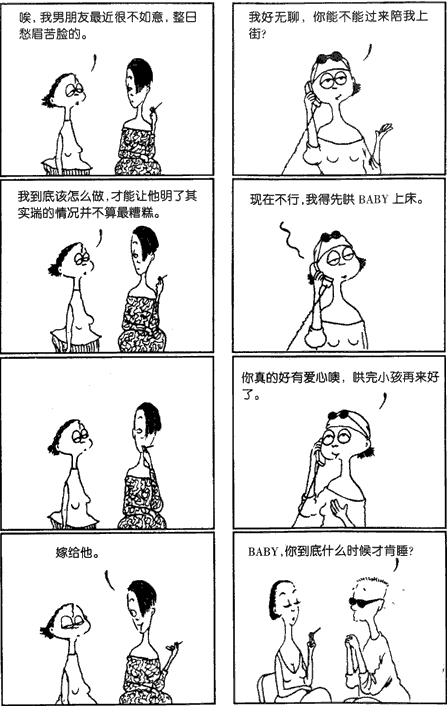 唉，我男朋友最近很不如意，整日
愁眉苦脸的。
我到底该怎么做，才能让他明了其
实瑞的情况并不算最糟糕。
嫁给他。
我好无聊，你能不能过来陪我上
街？
现在不行，我得先哄 BABY 上床。
你真的好有爱心噢，哄完小孩再来好
了。
BABY，你到底什么时候才肯睡？